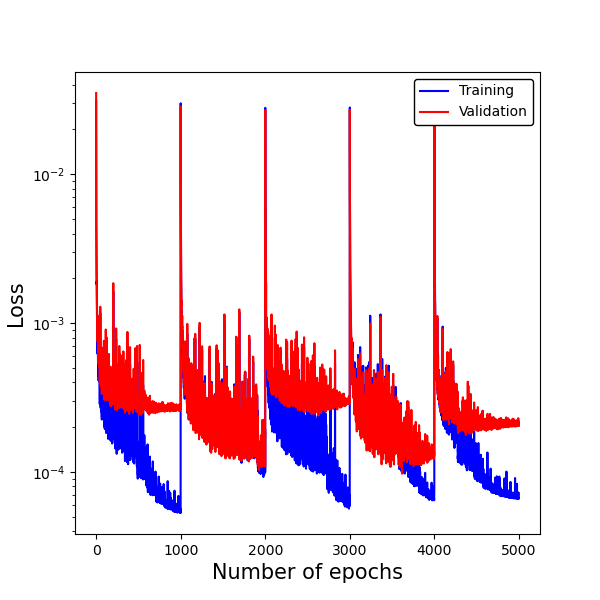 Training
Validation
10⁻²
10⁻³
10⁻⁴
Loss
0 1000 2000 3000 4000 5000
Number of epochs